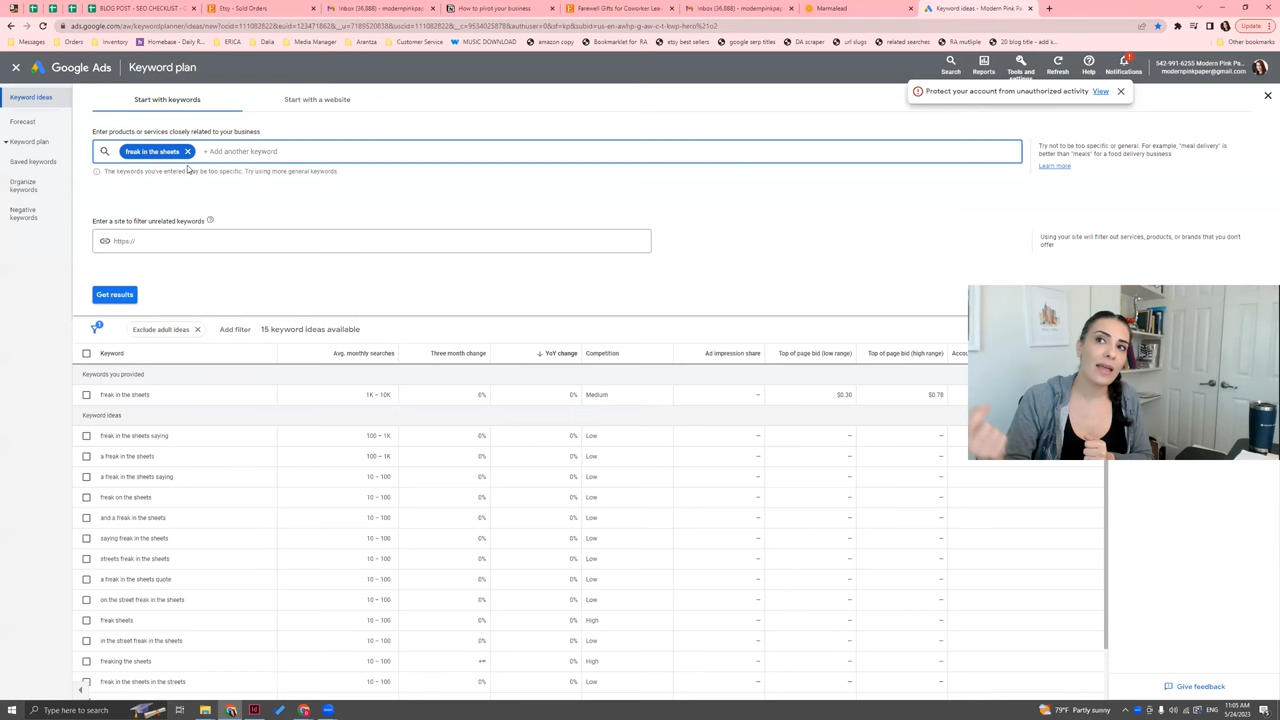 BLOG POST - SEO CHECKLIST - C
Etsy - Sold Orders
Inbox (36,888) - modernpinkpape
How to pivot your business
Farewell Gifts for Coworker Lea
Inbox (36,888) - modernpinkpape
Marmalead
Keyword ideas - Modern Pink Pa
ads.google.com/aw/keywordplanner/ideas/new?ocid=111082822&euid=123471862&__u=7189520838&uscid=111082822&__c=9534025878&authuser=0&sf=kp&subid=us-en-awhp-g-aw-c-t-kwp-hero%21o2
Update
Messages
Orders
Inventory
Homebase - Daily R...
ERICA
Dalia
Media Manager
Arantza
Current Customer
MUSIC DOWNLOAD
amazon copy
Bookmarklet for RA
etsy best sellers
google serp titles
DA scraper
url slugs
related searches
RA mutliple
20 blog title - add k...
Other bookmarks
Google Ads
Keyword plan
Search
Reports
Tools and settings
Refresh
Help
Notifications
542-991-6255 Modern Pink Pa...
modernpinkpaper@gmail.com
Protect your account from unauthorized activity
View
Keyword ideas
Forecast
Keyword plan
Saved keywords
Organize keywords
Negative keywords
Start with keywords
Start with a website
Enter products or services closely related to your business
freak in the sheets
+ Add another keyword
The keywords you've entered may be too specific. Try using more general keywords.
Try not to be too specific or general. For example, "meal delivery" is
better than "meals" for a food delivery business
Learn more
Enter a site to filter unrelated keywords
https://
Using your site will filter out services, products, or brands that you don't
offer
Get results
1
Exclude adult ideas
Add filter
15 keyword ideas available
Keyword Avg. monthly searches Three month change YoY change Competition Ad impression share Top of page bid (low range) Top of page bid (high range) Accou
Keywords you provided
freak in the sheets 1K – 10K 0% 0% Medium – $0.30 $0.78
Keyword ideas
freak in the sheets saying 100 – 1K 0% 0% Low – – –
a freak in the sheets 100 – 1K 0% 0% Low – – –
a freak in the sheets saying 10 – 100 0% 0% Low – – –
freak on the sheets 10 – 100 0% 0% Low – – –
and a freak in the sheets 10 – 100 0% 0% Low – – –
saying freak in the sheets 10 – 100 0% 0% Low – – –
streets freak in the sheets 10 – 100 0% 0% Low – – –
a freak in the sheets quote 10 – 100 0% 0% Low – – –
on the street freak in the sheets 10 – 100 0% 0% Low – – –
freak sheets 10 – 100 0% 0% High – – –
in the street freak in the sheets 10 – 100 0% 0% Low – – –
freaking the sheets 10 – 100 0% High – – –
freak in the sheets in the streets 10 – 100 0% 0% Low – – –
Give feedback
Type here to search
79°F Partly sunny
ENG
11:05 AM
5/24/2023